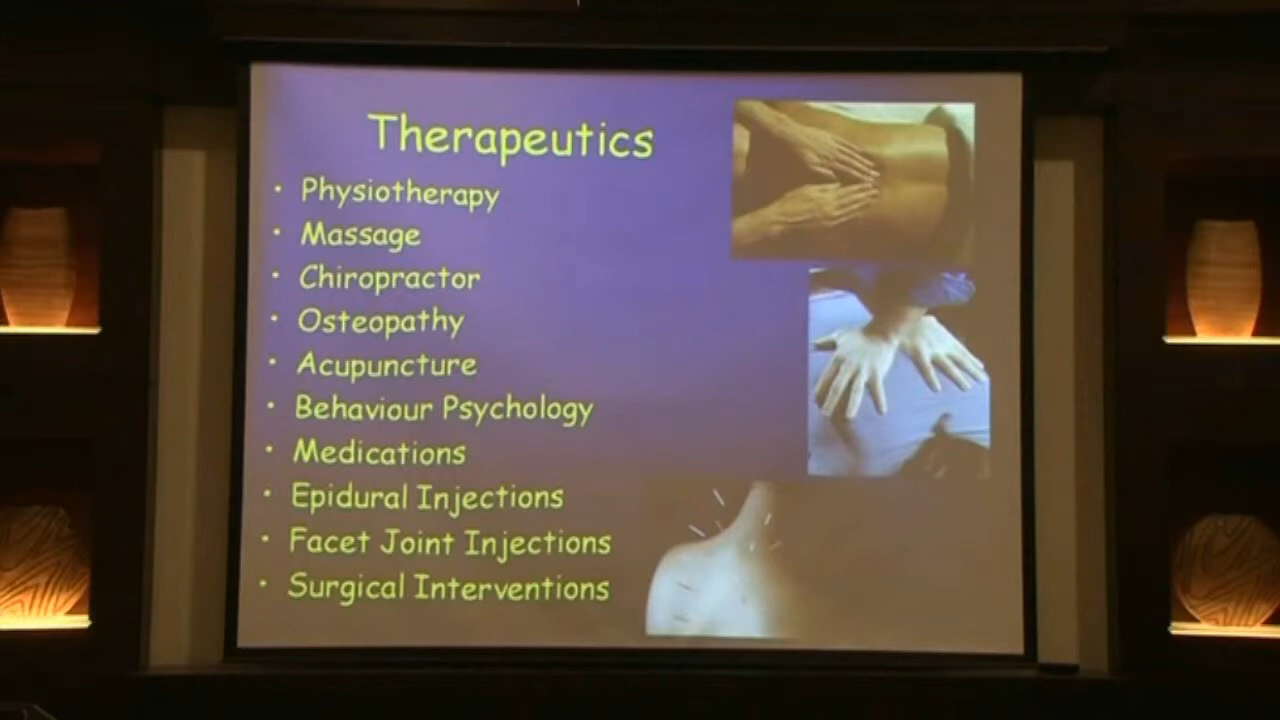 Therapeutics
• Physiotherapy
• Massage
• Chiropractor
• Osteopathy
• Acupuncture
• Behaviour Psychology
• Medications
• Epidural Injections
• Facet Joint Injections
• Surgical Interventions